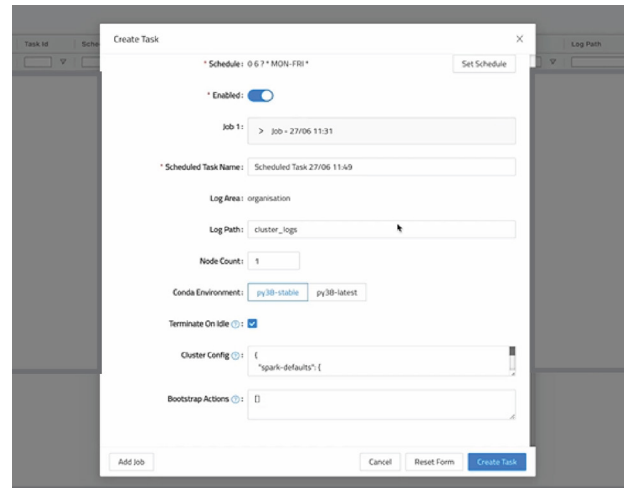 Create Task
Task Id
Sche
Log Path
* Schedule: 0 6 ? * MON-FRI *
Set Schedule
* Enabled:
Job 1:
> Job - 27/06 11:31
* Scheduled Task Name: Scheduled Task 27/06 11:49
Log Area: organisation
Log Path: cluster_logs
Node Count: 1
Conda Environment: py38-stable py38-latest
Terminate On Idle ? :
Cluster Config ? : {
"spark-defaults": {
Bootstrap Actions ? : []
Add Job
Cancel
Reset Form
Create Task